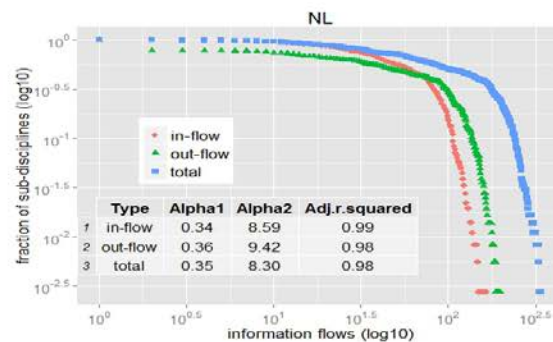 NL
fraction of sub-disciplines (log10)
10^0
10^-0.5
10^-1
10^-1.5
10^-2
10^-2.5
in-flow
out-flow
total
Type Alpha1 Alpha2 Adj.r.squared
1 in-flow 0.34 8.59 0.99
2 out-flow 0.36 9.42 0.98
3 total 0.35 8.30 0.98
10^0 10^0.5 10^1 10^1.5 10^2 10^2.5
information flows (log10)